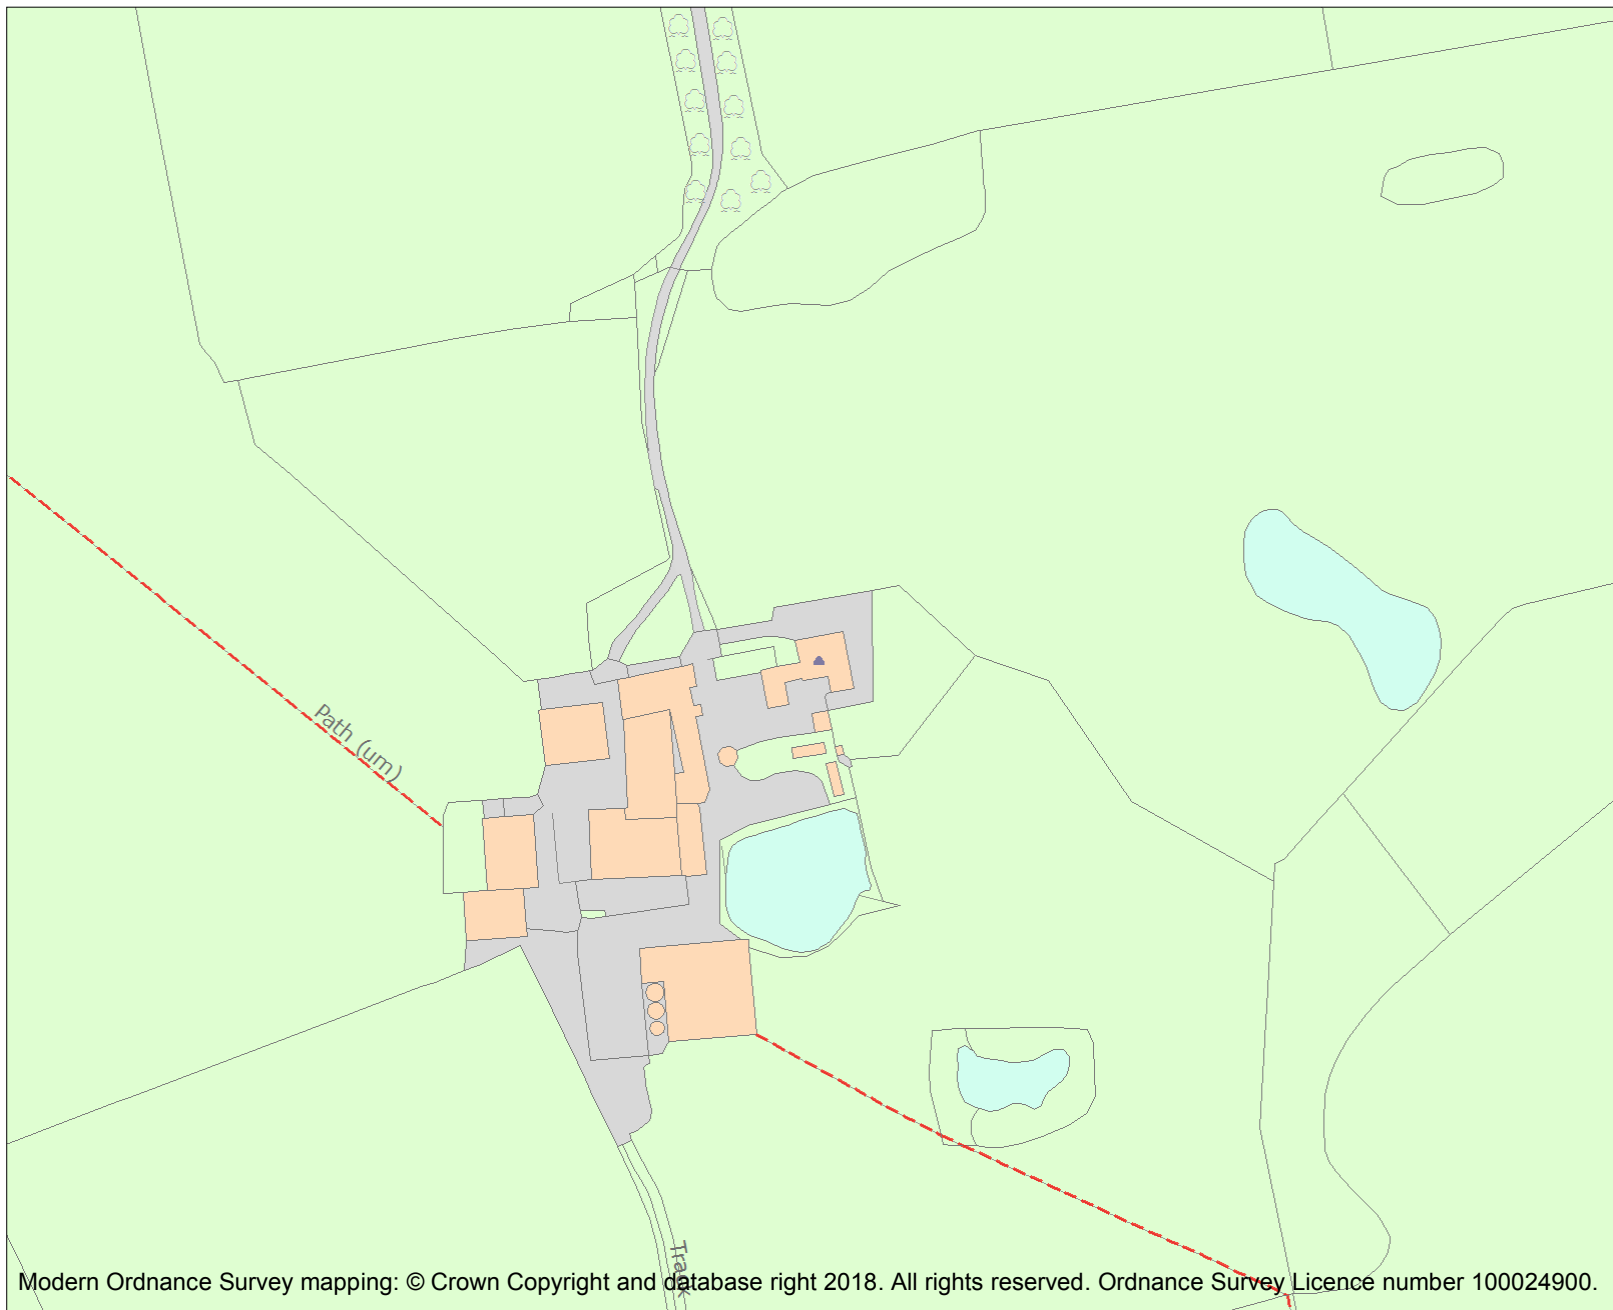 Path (um)
Track
Modern Ordnance Survey mapping: © Crown Copyright and database right 2018. All rights reserved. Ordnance Survey Licence number 100024900.